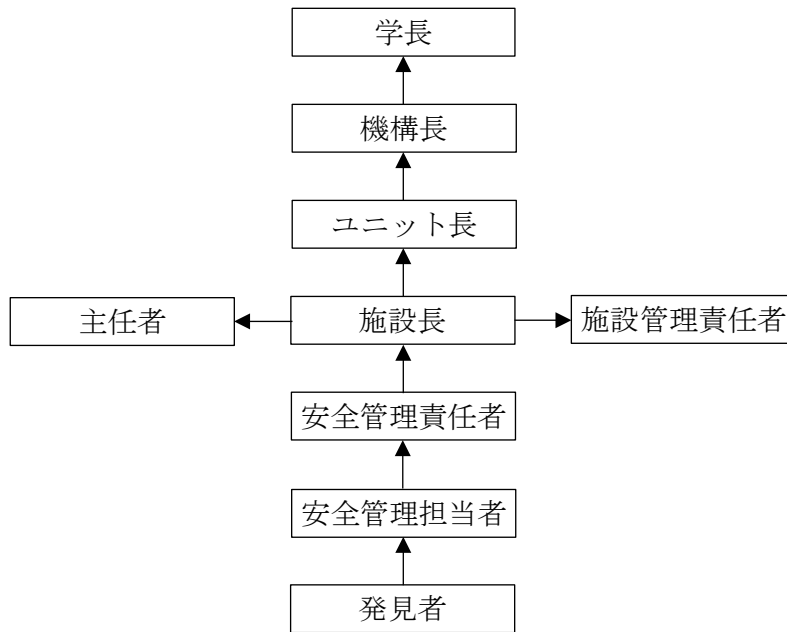 学長
機構長
ユニット長
主任者
施設長
施設管理責任者
安全管理責任者
安全管理担当者
発見者